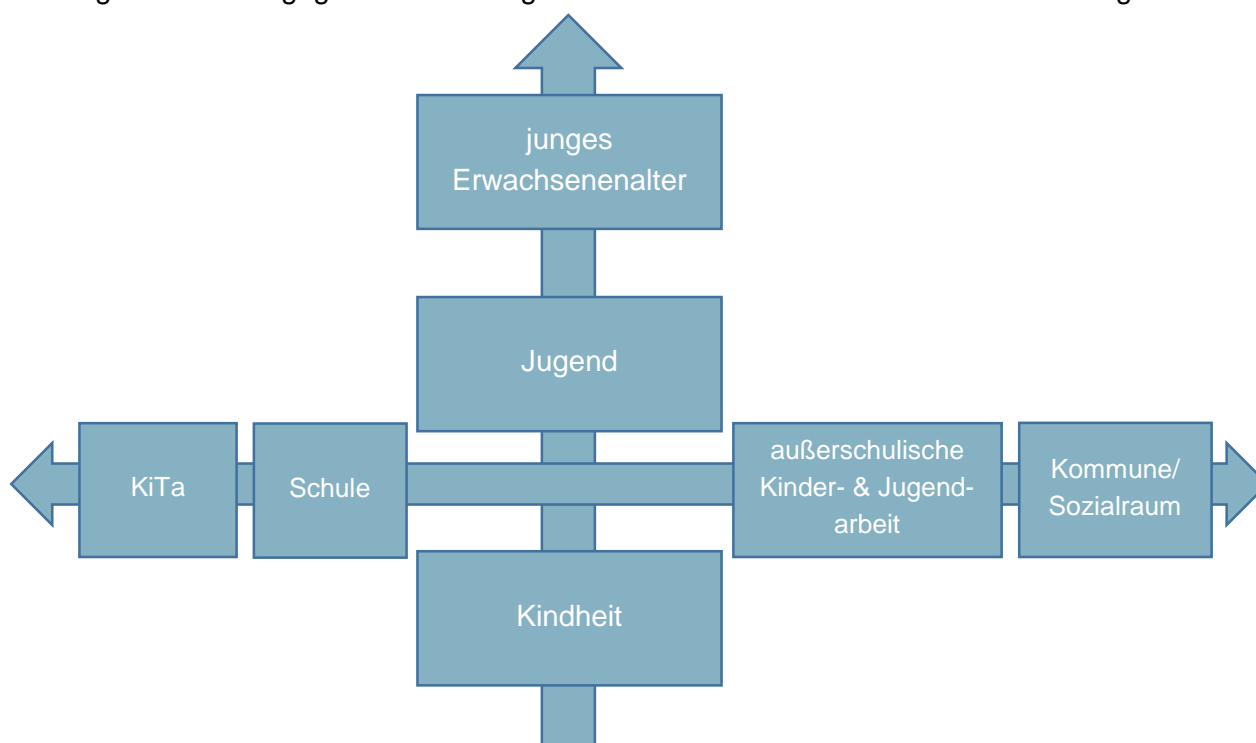 junges
Erwachsenenalter
Jugend
KiTa
Schule
außerschulische
Kinder- & Jugend-
arbeit
Kommune/
Sozialraum
Kindheit